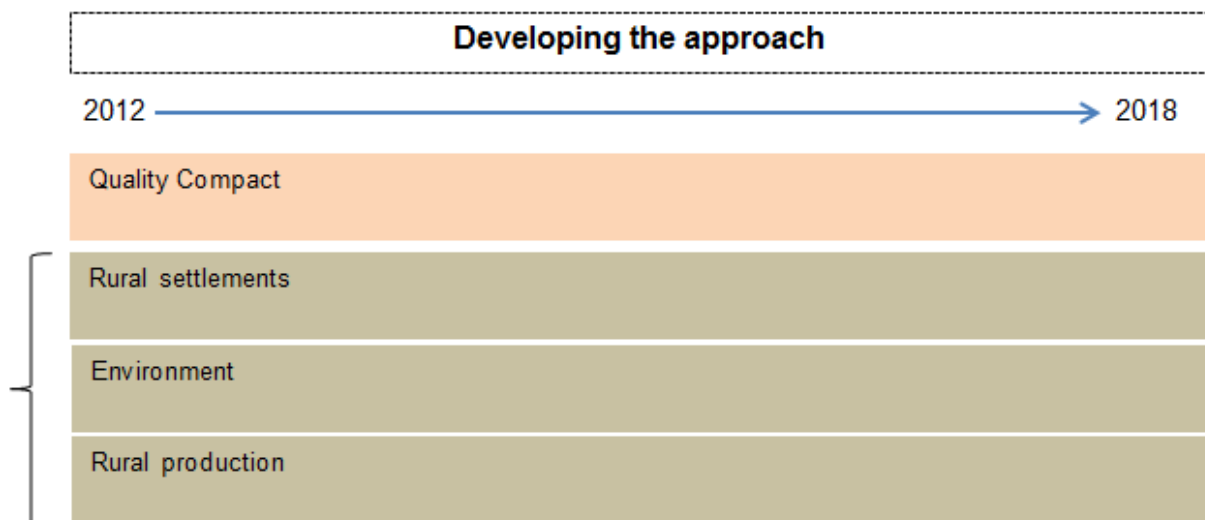 Developing the approach
2012 2018
Quality Compact
Rural settlements
Environment
Rural production